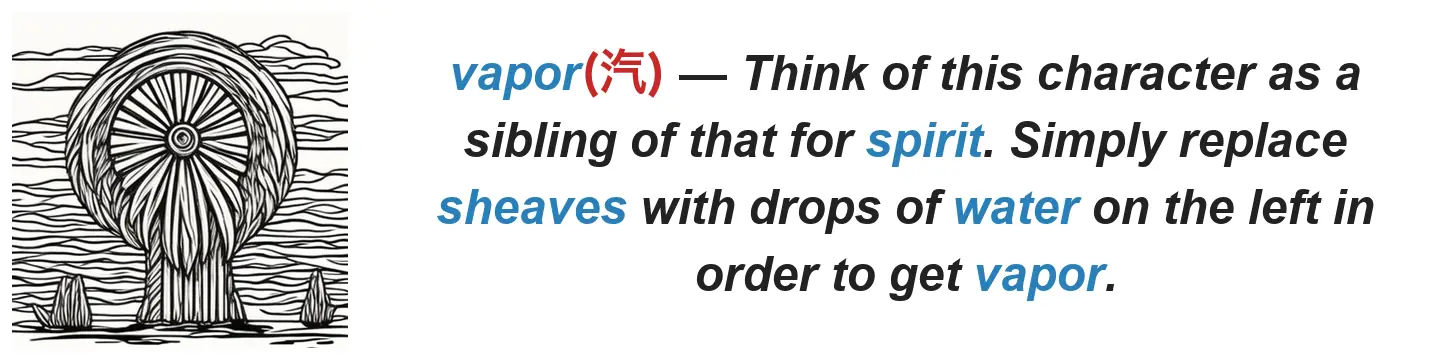 vapor(汽) — Think of this character as a
sibling of that for spirit. Simply replace
sheaves with drops of water on the left in
order to get vapor.